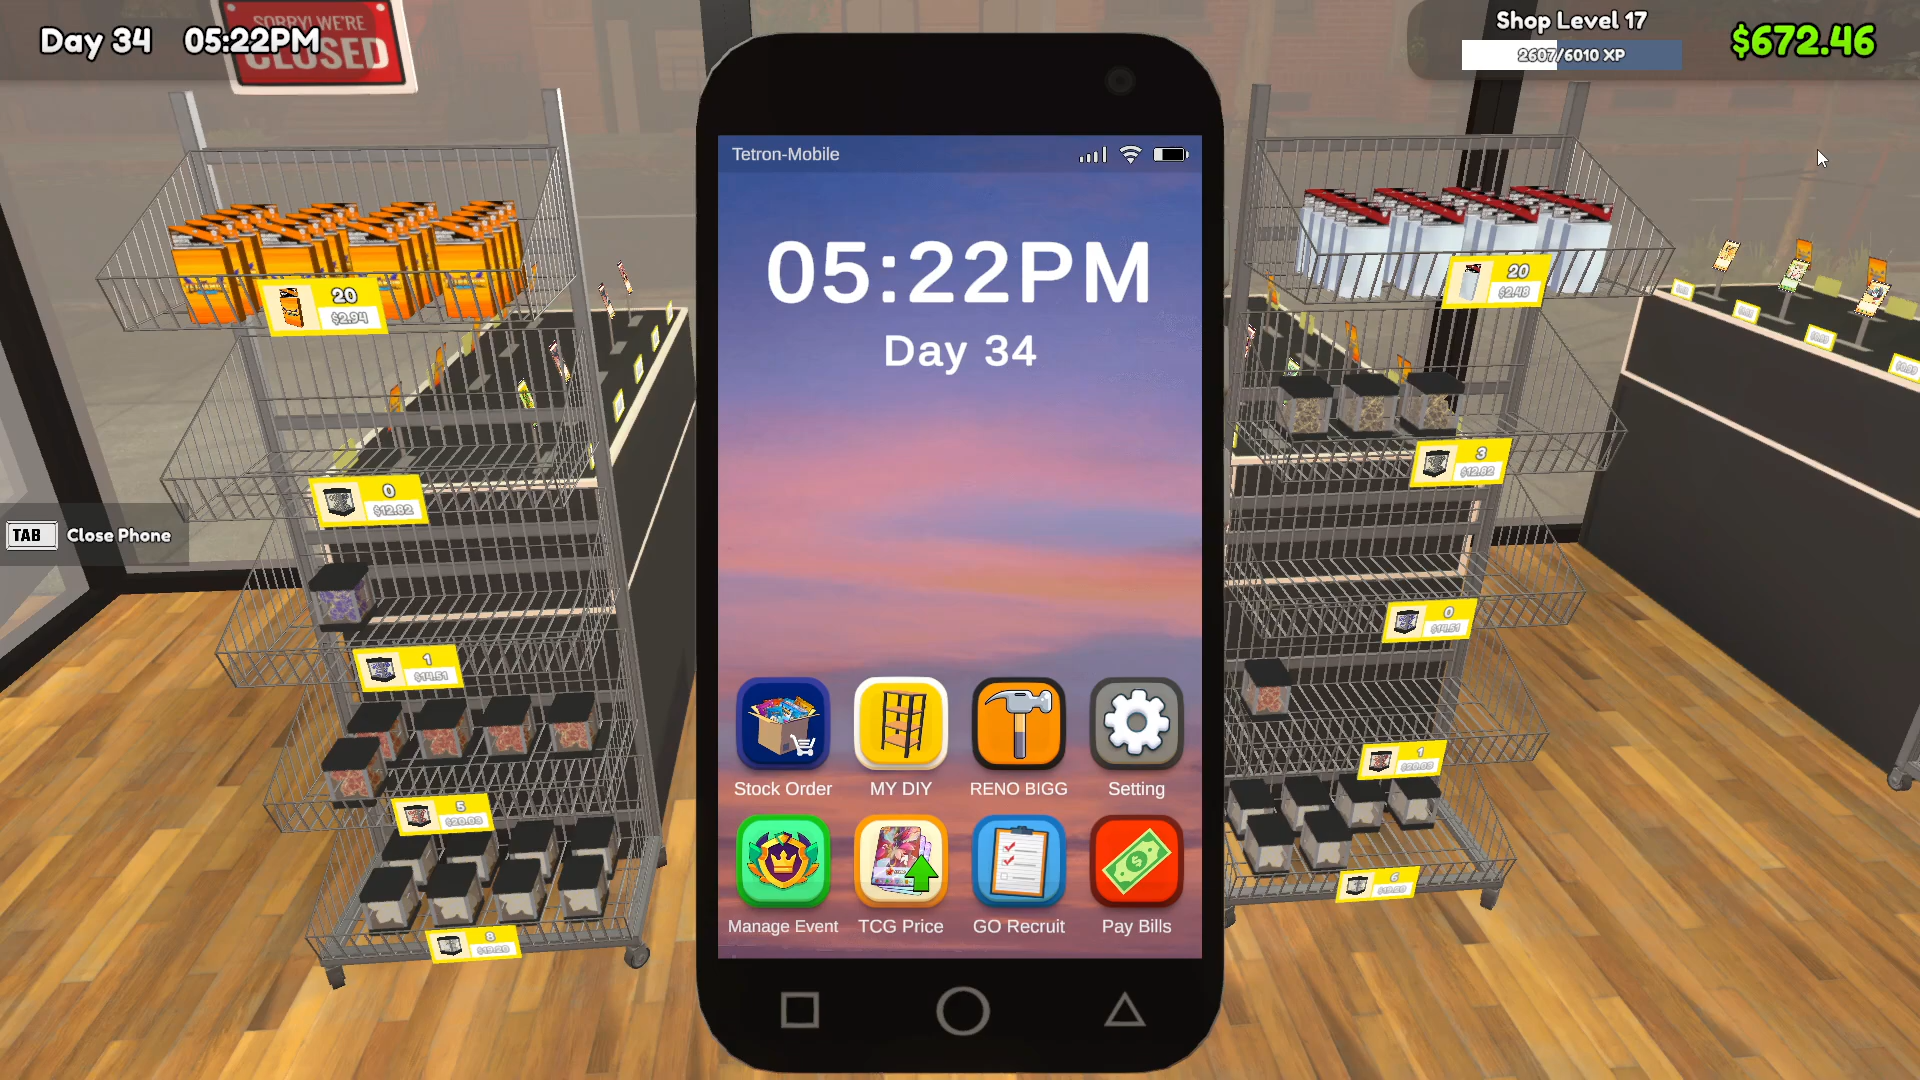 Day 34 05:22PM
SORRY! WE'RE
CLOSED
Shop Level 17
2607/6010 XP
$672.46
Tetron-Mobile
05:22PM
Day 34
TAB Close Phone
Stock Order
MY DIY
RENO BIGG
Setting
Manage Event
TCG Price
GO Recruit
Pay Bills
20
$2.94
0
$12.82
1
$14.51
5
8
20
$2.48
3
$12.82
0
$14.51
1
6